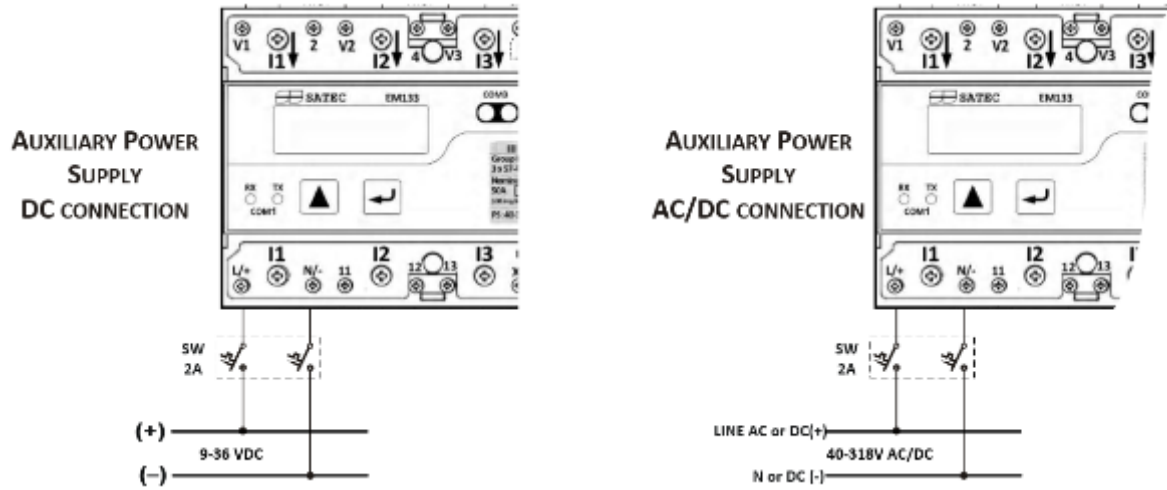 V1 I1 2 V2 I2 4 V3 I3
SATEC EM133
COM3
AUXILIARY POWER
SUPPLY
DC CONNECTION
RX TX
COM1
50A
I1 I2 I3
L/+ N/- 11 12 13
SW
2A
(+)
9-36 VDC
(−)
V1 I1 2 V2 I2 4 V3 I3
SATEC EM133
AUXILIARY POWER
SUPPLY
AC/DC CONNECTION
RX TX
COM1
I1 I2
L/+ N/- 11 12 13
SW
2A
LINE AC or DC(+)
40-318V AC/DC
N or DC (-)